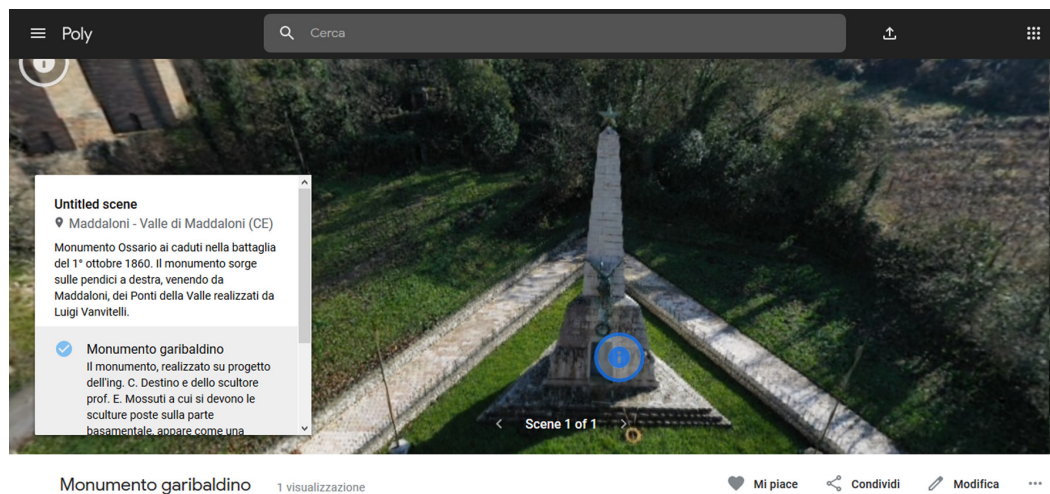 Poly
Cerca
Untitled scene
Maddaloni - Valle di Maddaloni (CE)
Monumento Ossario ai caduti nella battaglia
del 1° ottobre 1860. Il monumento sorge
sulle pendici a destra, venendo da
Maddaloni, dei Ponti della Valle realizzati da
Luigi Vanvitelli.
Monumento garibaldino
Il monumento, realizzato su progetto
dell'ing. C. Destino e dello scultore
prof. E. Mossuti a cui si devono le
sculture poste sulla parte
basamentale, appare come una
Scene 1 of 1
Monumento garibaldino
1 visualizzazione
Mi piace
Condividi
Modifica